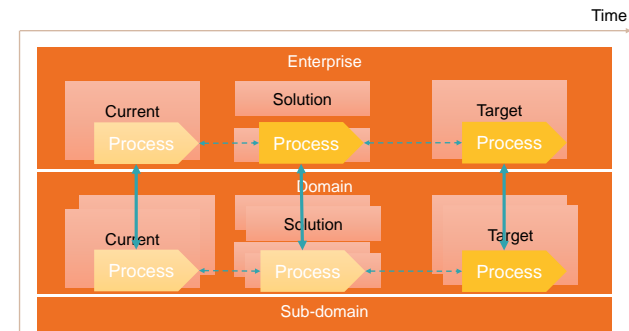 Time
Enterprise
Current
Solution
Target
Process
Process
Process
Domain
Current
Solution
Target
Process
Process
Process
Sub-domain